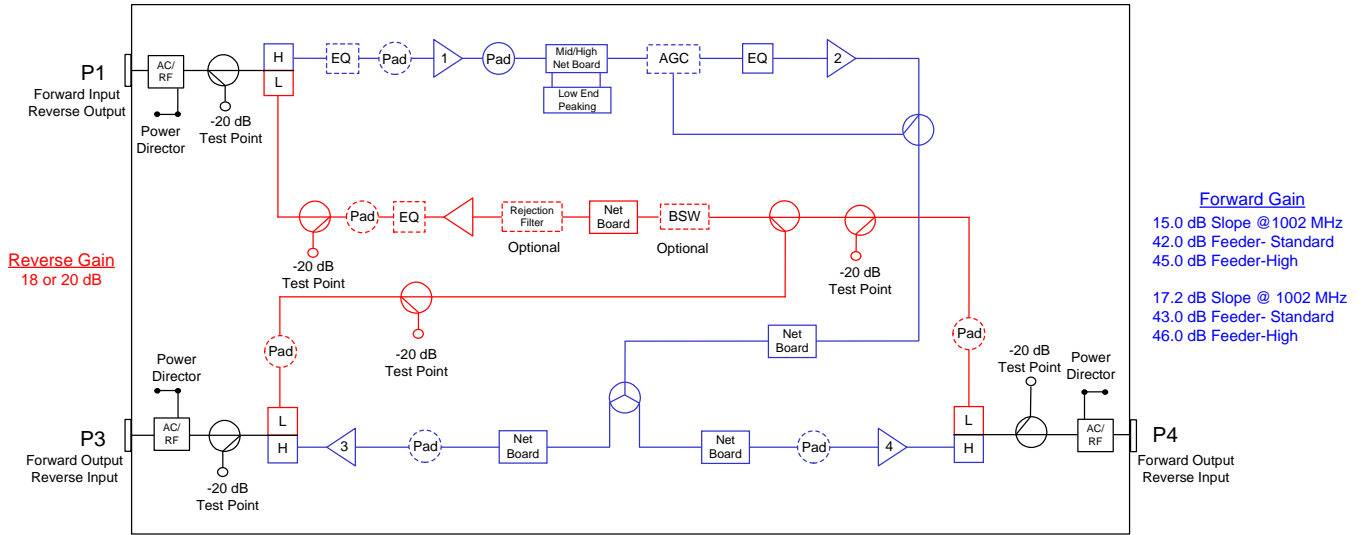 P1
Forward Input
Reverse Output
AC/
RF
Power
Director
-20 dB
Test Point
H
L
EQ
Pad
1
Pad
Mid/High
Net Board
Low End
Peaking
AGC
EQ
2
Pad
EQ
Rejection
Filter
Optional
Net
Board
BSW
Optional
-20 dB
Test Point
-20 dB
Test Point
Reverse Gain
18 or 20 dB
Forward Gain
15.0 dB Slope @1002 MHz
42.0 dB Feeder- Standard
45.0 dB Feeder-High
17.2 dB Slope @ 1002 MHz
43.0 dB Feeder- Standard
46.0 dB Feeder-High
Pad
-20 dB
Test Point
Net
Board
Pad
-20 dB
Test Point
Power
Director
Power
Director
P3
Forward Output
Reverse Input
AC/
RF
-20 dB
Test Point
L
H
3
Pad
Net
Board
Net
Board
Pad
4
L
H
AC/
RF
P4
Forward Output
Reverse Input